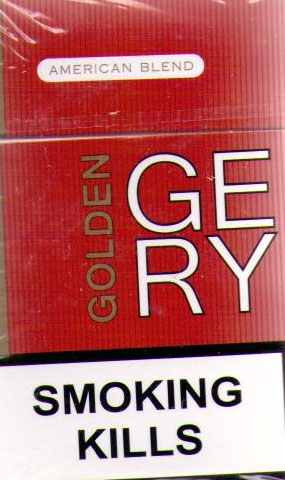 AMERICAN BLEND
GOLDEN
GE
RY
SMOKING
KILLS